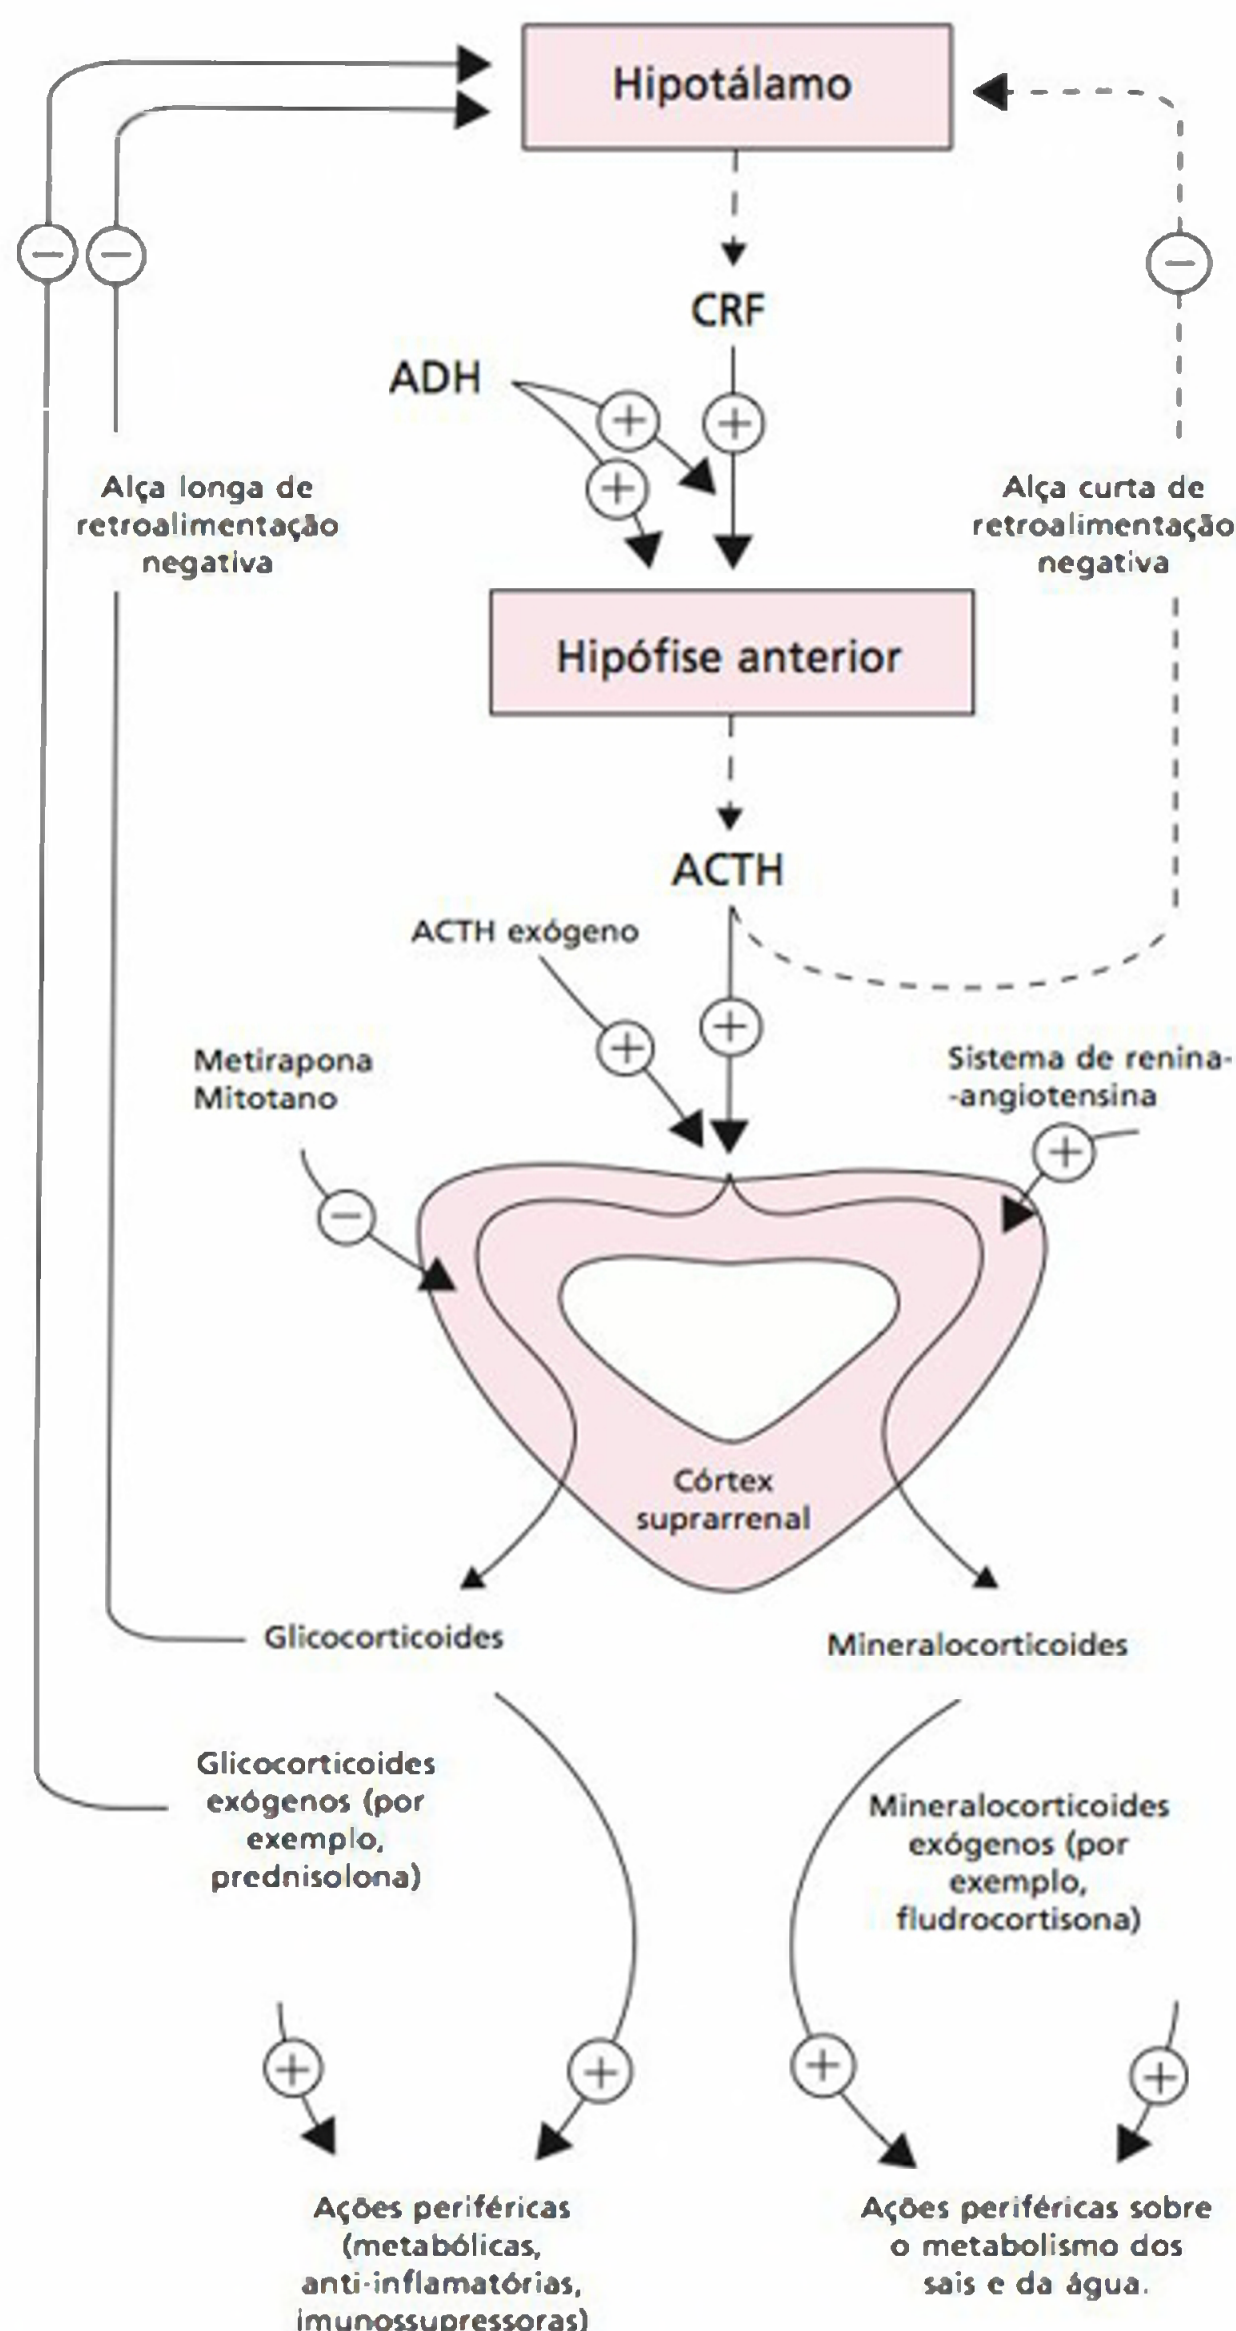 Hipotálamo
CRF
ADH
Alça longa de
retroalimentação
negativa
Alça curta de
retroalimentação
negativa
Hipófise anterior
ACTH
ACTH exógeno
Metirapona
Mitotano
Sistema de renina-
-angiotensina
Córtex
suprarrenal
Glicocorticoides
Mineralocorticoides
Glicocorticoides
exógenos (por
exemplo,
prednisolona)
Mineralocorticoides
exógenos (por
exemplo,
fludrocortisona)
Ações periféricas
(metabólicas,
anti-inflamatórias,
imunossupressoras)
Ações periféricas sobre
o metabolismo dos
sais e da água.